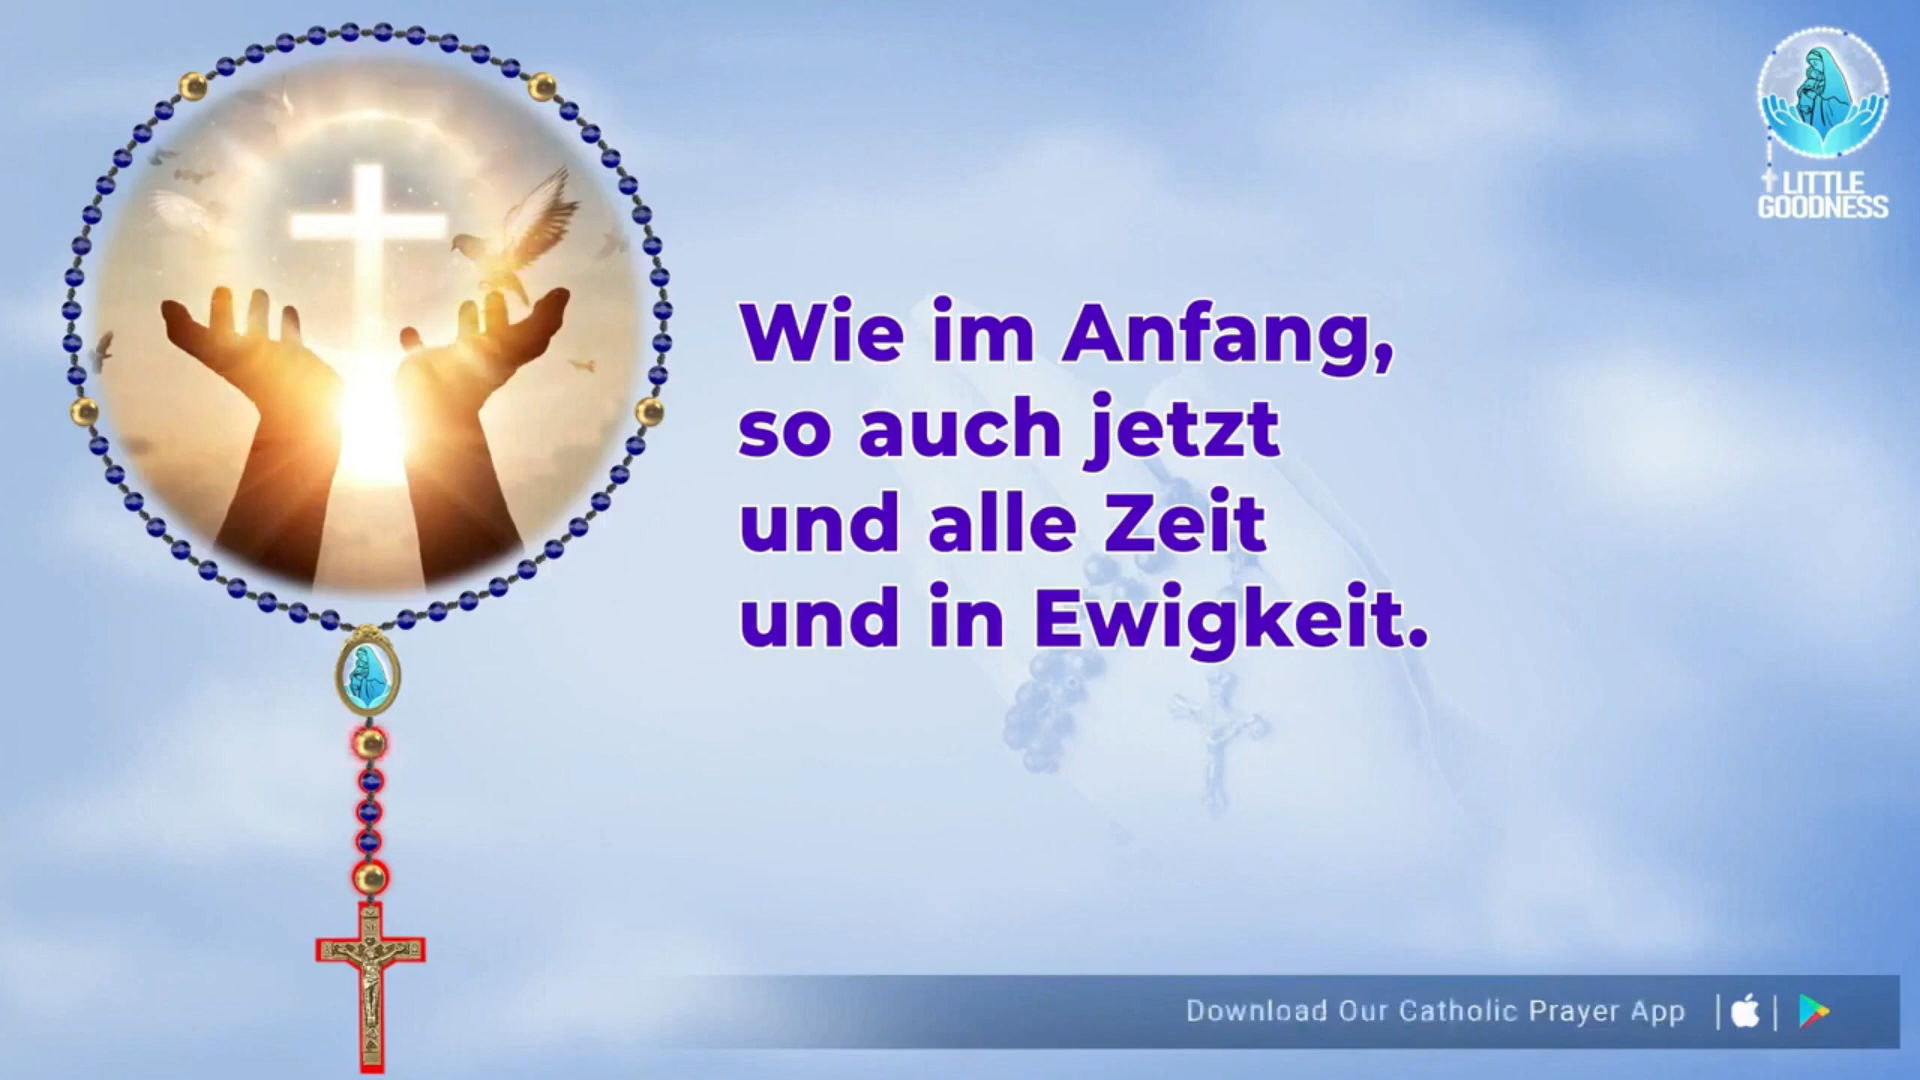 LITTLE
GOODNESS
Wie im Anfang,
so auch jetzt
und alle Zeit
und in Ewigkeit.
Download Our Catholic Prayer App